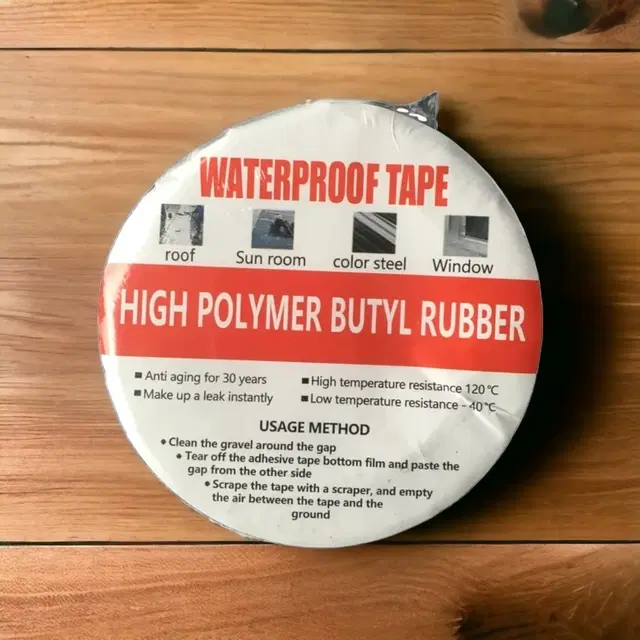 WATERPROOF TAPE
roof Sun room color steel Window
HIGH POLYMER BUTYL RUBBER
■ Anti aging for 30 years ■ High temperature resistance 120℃
■ Make up a leak instantly ■ Low temperature resistance - 40℃
USAGE METHOD
• Clean the gravel around the gap
• Tear off the adhesive tape bottom film and paste the
gap from the other side
• Scrape the tape with a scraper, and empty
the air between the tape and the
ground